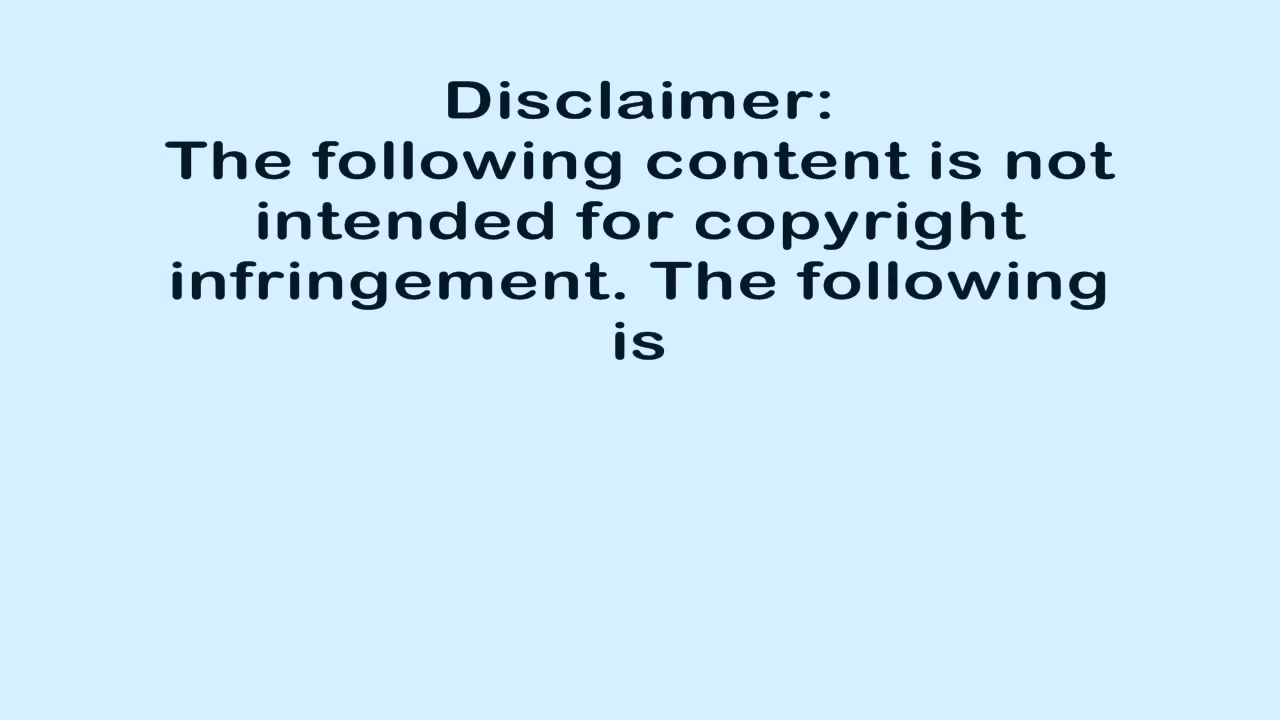 Disclaimer:
The following content is not
intended for copyright
infringement. The following
is